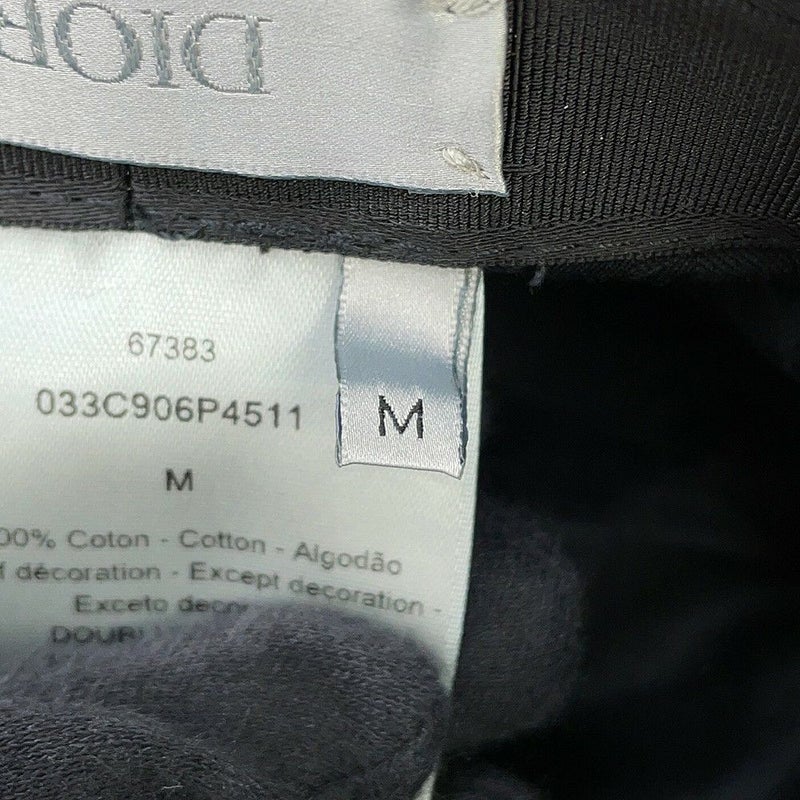 DIOR
67383
033C906P4511
M
M
00% Coton - Cotton - Algodão
f décoration - Except decoration -
Exceto